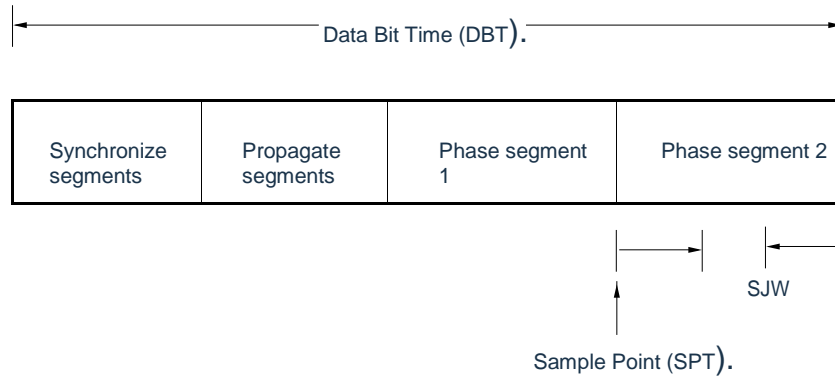 Data Bit Time (DBT).
Synchronize
segments
Propagate
segments
Phase segment
1
Phase segment 2
SJW
Sample Point (SPT).